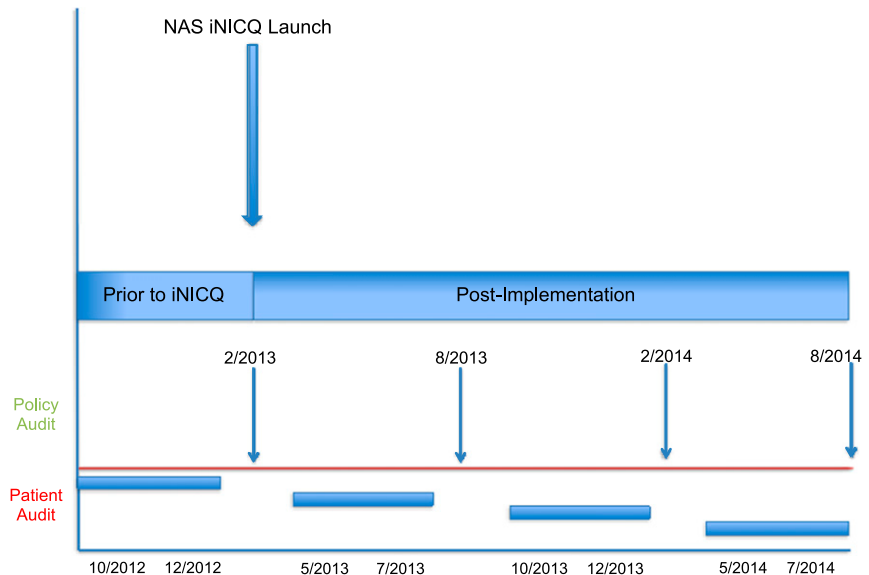 NAS iNICQ Launch
Prior to iNICQ
Post-Implementation
2/2013
8/2013
2/2014
8/2014
Policy
Audit
Patient
Audit
10/2012
12/2012
5/2013
7/2013
10/2013
12/2013
5/2014
7/2014